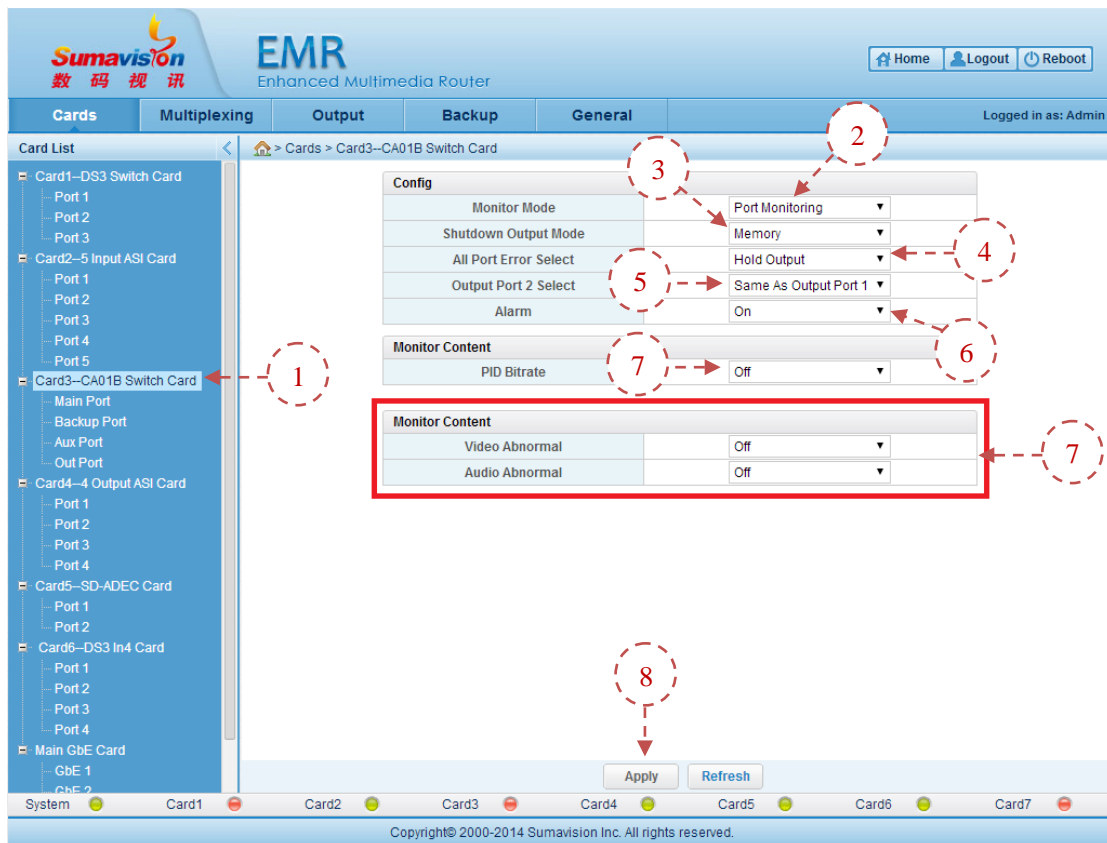 Sumavision
数码视讯
EMR
Enhanced Multimedia Router
Home Logout Reboot
Cards Multiplexing Output Backup General Logged in as: Admin
Card List
> Cards > Card3--CA01B Switch Card
Card1--DS3 Switch Card
Port 1
Port 2
Port 3
Card2--5 Input ASI Card
Port 1
Port 2
Port 3
Port 4
Port 5
Card3--CA01B Switch Card
Main Port
Backup Port
Aux Port
Out Port
Card4--4 Output ASI Card
Port 1
Port 2
Port 3
Port 4
Card5--SD-ADEC Card
Port 1
Port 2
Card6--DS3 In4 Card
Port 1
Port 2
Port 3
Port 4
Main GbE Card
GbE 1
GbE 2
Config
Monitor Mode Port Monitoring
Shutdown Output Mode Memory
All Port Error Select Hold Output
Output Port 2 Select Same As Output Port 1
Alarm On
Monitor Content
PID Bitrate Off
Monitor Content
Video Abnormal Off
Audio Abnormal Off
1
2
3
4
5
6
7
7
8
Apply Refresh
System Card1 Card2 Card3 Card4 Card5 Card6 Card7
Copyright© 2000-2014 Sumavision Inc. All rights reserved.